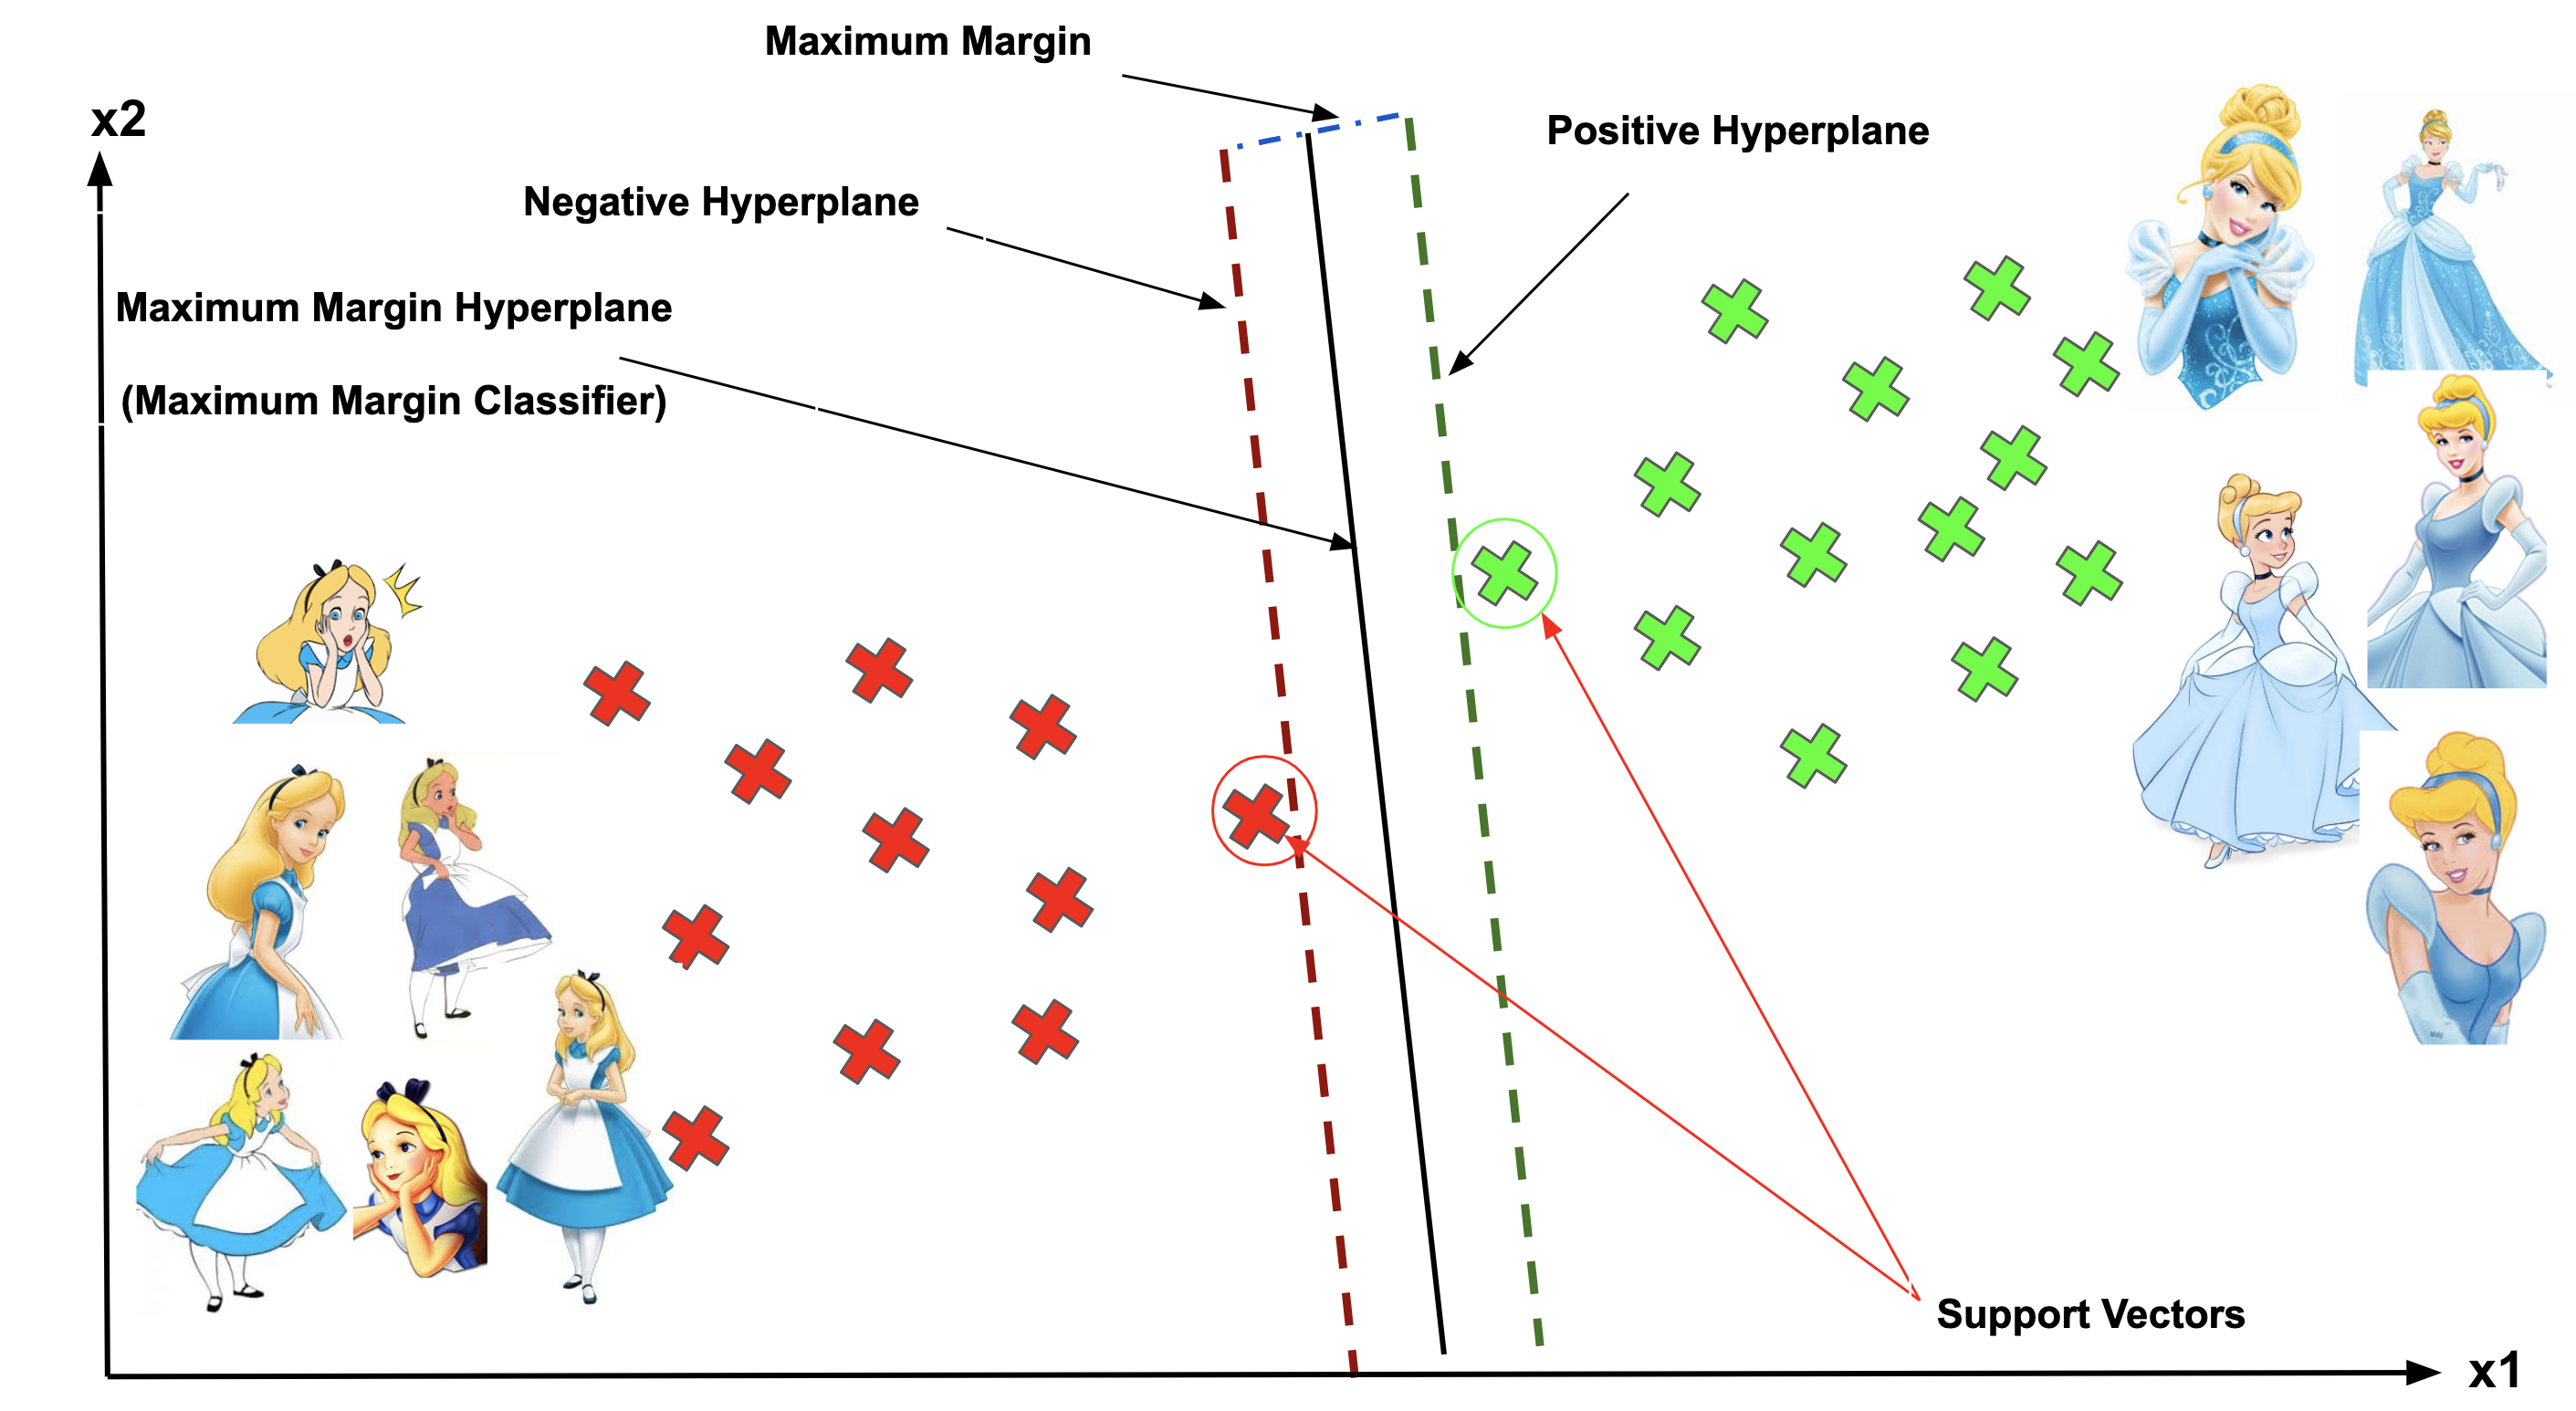 Maximum Margin
x2
Positive Hyperplane
Negative Hyperplane
Maximum Margin Hyperplane
(Maximum Margin Classifier)
Support Vectors
x1